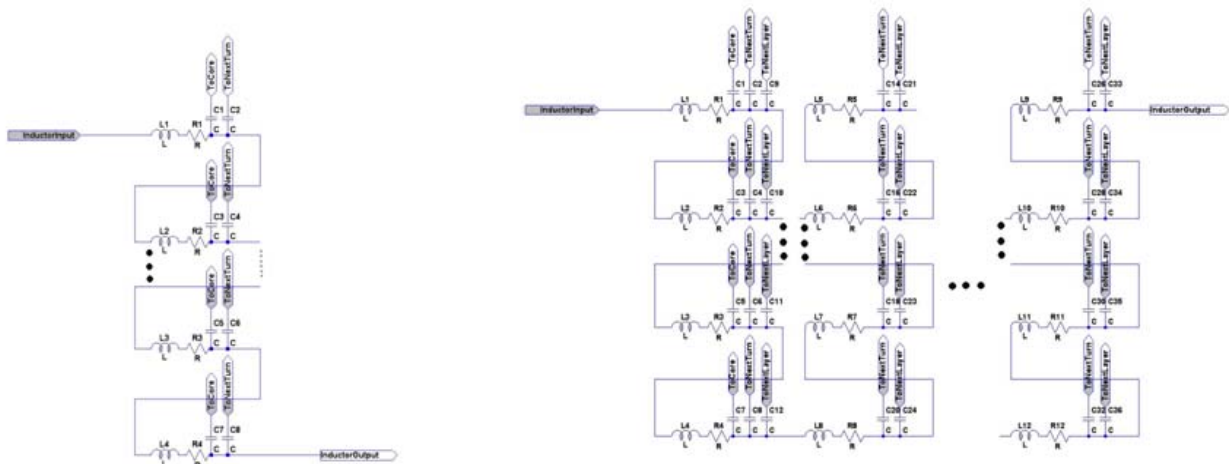 ToCore
ToNextTurn
C1 C2
InductorInput
L1 R1 C C
L R
ToCore
ToNextTurn
C3 C4
L2 R2 C C
L R
ToCore
ToNextTurn
C5 C6
L3 R3 C C
L R
ToCore
ToNextTurn
C7 C8
L4 R4 C C
L R
InductorOutput
ToCore
ToNextTurn
ToNextLayer
C1 C2 C9
InductorInput
L1 R1 C C C
L R
ToCore
ToNextTurn
ToNextLayer
C3 C4 C10
L2 R2 C C C
L R
ToCore
ToNextTurn
ToNextLayer
C5 C6 C11
L3 R3 C C C
L R
ToCore
ToNextTurn
ToNextLayer
C7 C8 C12
L4 R4 C C C
L R
ToNextTurn
ToNextLayer
C14 C21
L5 R5 C C
L R
ToNextTurn
ToNextLayer
C16 C22
L6 R6 C C
L R
ToNextTurn
ToNextLayer
C18 C23
L7 R7 C C
L R
ToNextTurn
ToNextLayer
C20 C24
L8 R8 C C
L R
ToNextTurn
ToNextLayer
C26 C33
L9 R9 C C
L R
InductorOutput
ToNextTurn
ToNextLayer
C28 C34
L10 R10 C C
L R
ToNextTurn
ToNextLayer
C30 C35
L11 R11 C C
L R
ToNextTurn
ToNextLayer
C32 C36
L12 R12 C C
L R